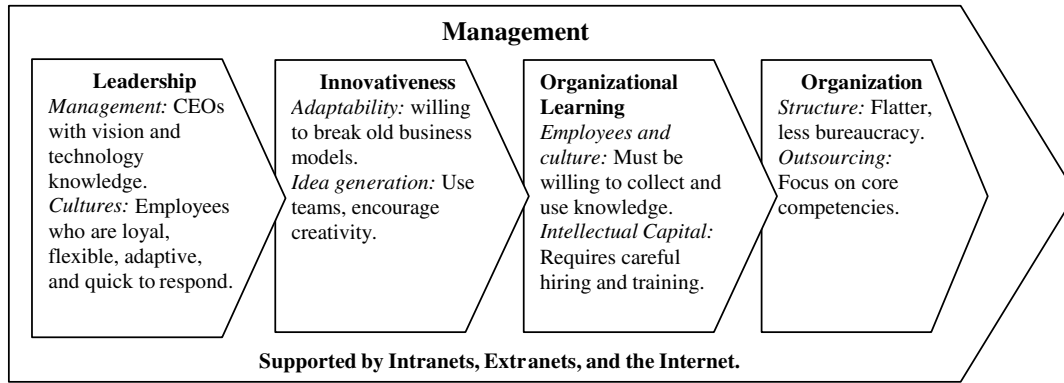 Management
Leadership
Management: CEOs
with vision and
technology
knowledge.
Cultures: Employees
who are loyal,
flexible, adaptive,
and quick to respond.
Innovativeness
Adaptability: willing
to break old business
models.
Idea generation: Use
teams, encourage
creativity.
Organizational
Learning
Employees and
culture: Must be
willing to collect and
use knowledge.
Intellectual Capital:
Requires careful
hiring and training.
Organization
Structure: Flatter,
less bureaucracy.
Outsourcing:
Focus on core
competencies.
Supported by Intranets, Extranets, and the Internet.